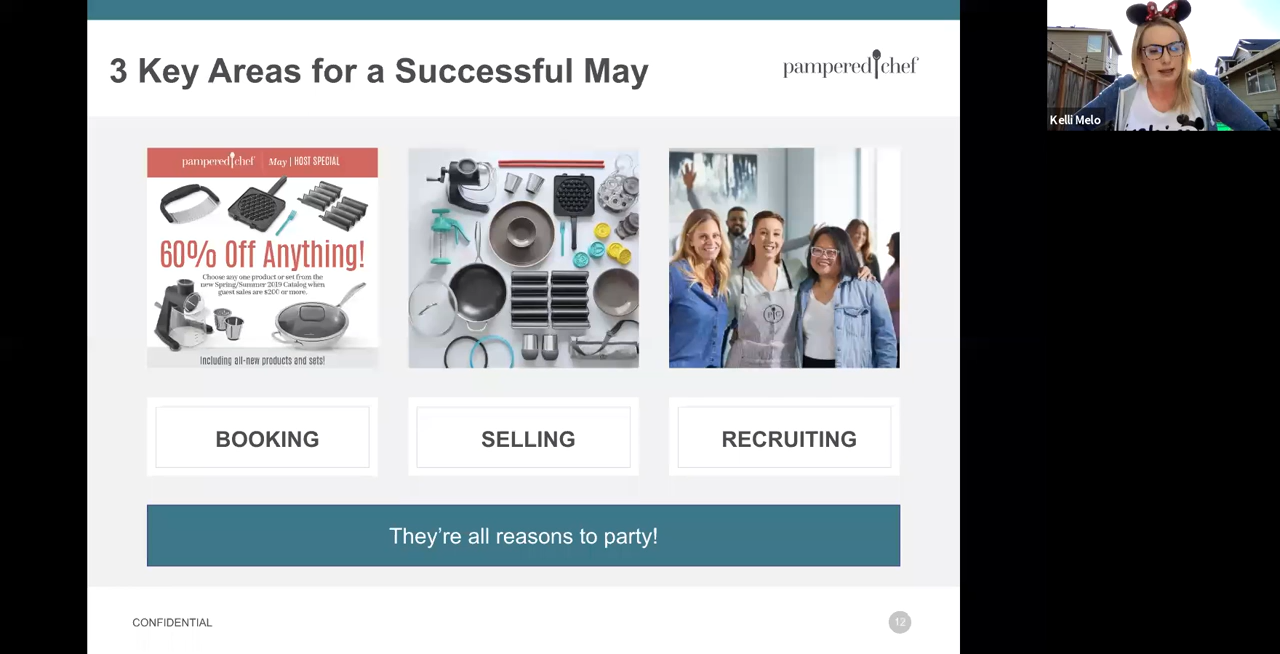 3 Key Areas for a Successful May
pampered chef
Kelli Melo
pampered chef May | HOST SPECIAL
60% Off Anything!
Choose any one product or set from the
new Spring/Summer 2019 Catalog when
guest sales are $200 or more.
Including all-new products and sets!
BOOKING
SELLING
RECRUITING
They're all reasons to party!
CONFIDENTIAL
12